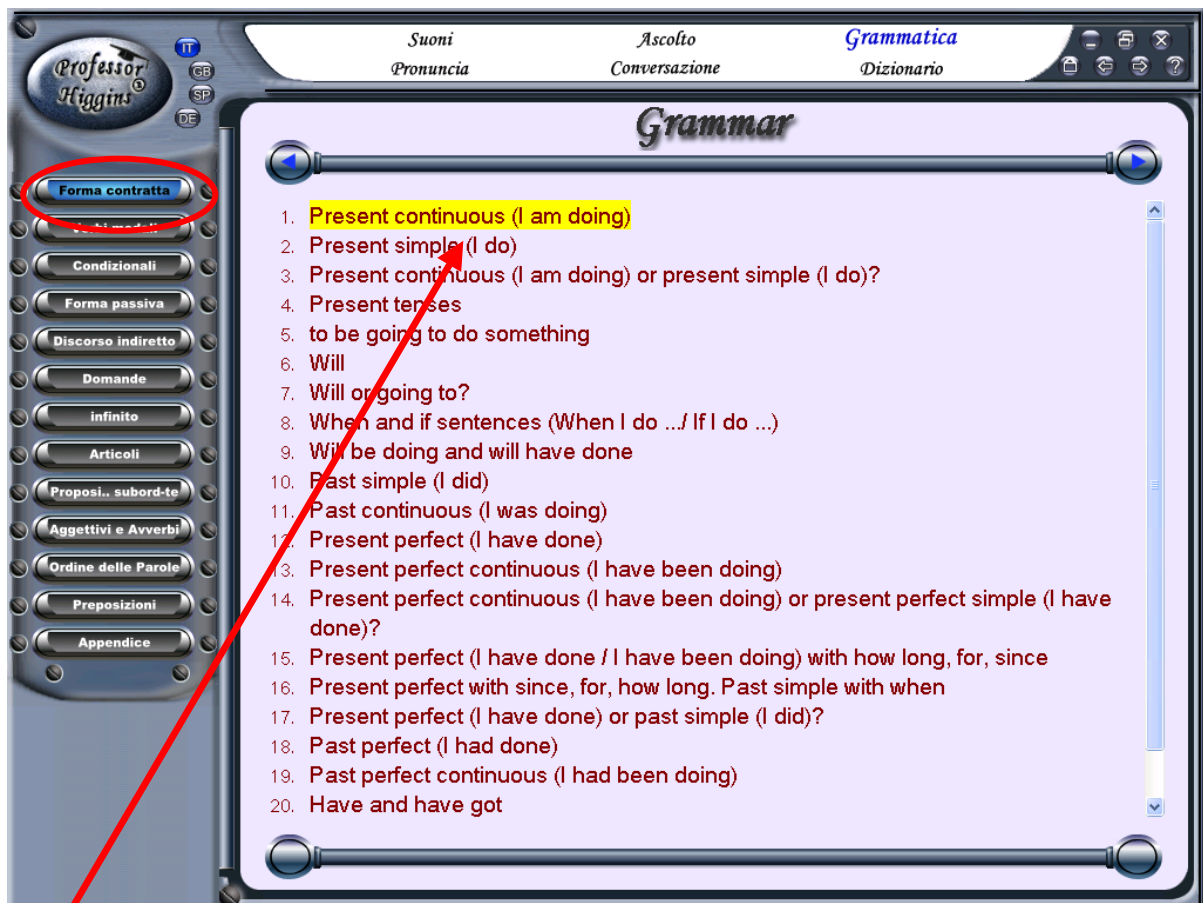 Professor
Higgins®
IT
GB
SP
DE
Suoni
Ascolto
Grammatica
Pronuncia
Conversazione
Dizionario
?
Grammar
Forma contratta
Verbi modali
Condizionali
Forma passiva
Discorso indiretto
Domande
infinito
Articoli
Proposi.. subord-te
Aggettivi e Avverbi
Ordine delle Parole
Preposizioni
Appendice
1. Present continuous (I am doing)
2. Present simple (I do)
3. Present continuous (I am doing) or present simple (I do)?
4. Present tenses
5. to be going to do something
6. Will
7. Will or going to?
8. When and if sentences (When I do .../ If I do ...)
9. Will be doing and will have done
10. Past simple (I did)
11. Past continuous (I was doing)
12. Present perfect (I have done)
13. Present perfect continuous (I have been doing)
14. Present perfect continuous (I have been doing) or present perfect simple (I have
done)?
15. Present perfect (I have done / I have been doing) with how long, for, since
16. Present perfect with since, for, how long. Past simple with when
17. Present perfect (I have done) or past simple (I did)?
18. Past perfect (I had done)
19. Past perfect continuous (I had been doing)
20. Have and have got